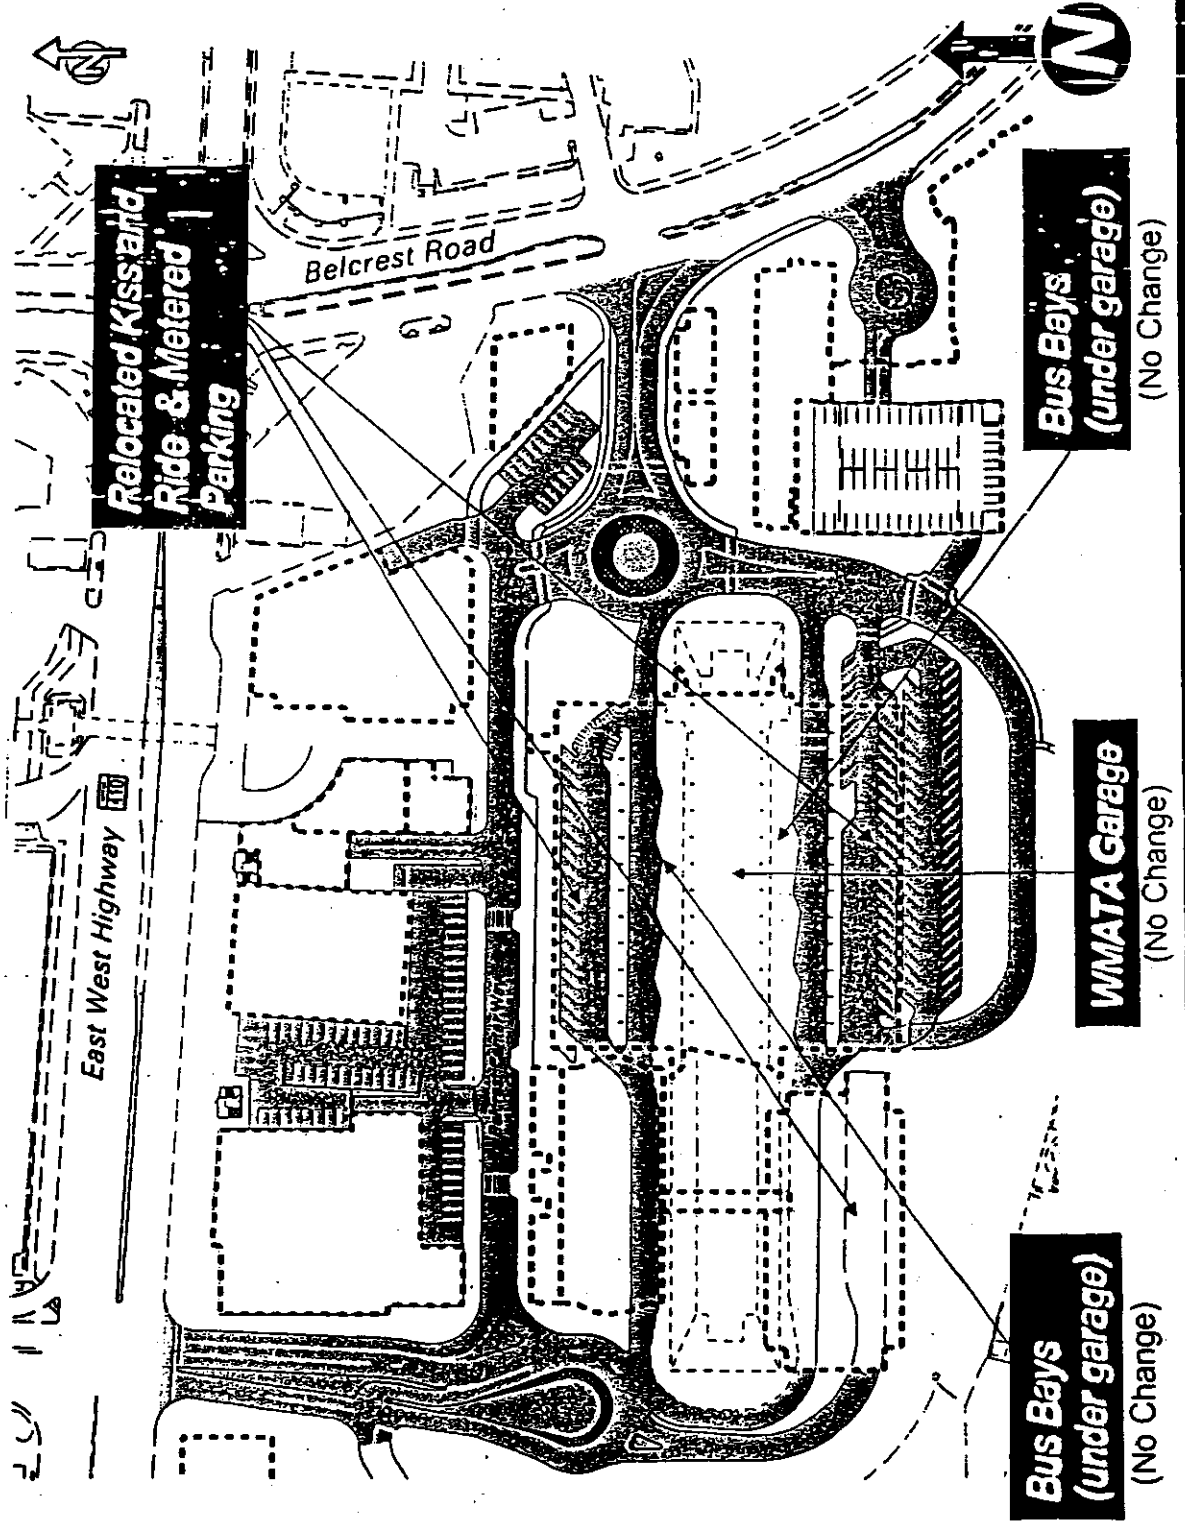 N
N
Relocated Kiss and
Ride & Metered
Parking
Belcrest Road
East West Highway
Bus Bays
(under garage)
(No Change)
WMATA Garage
(No Change)
Bus Bays
(under garage)
(No Change)